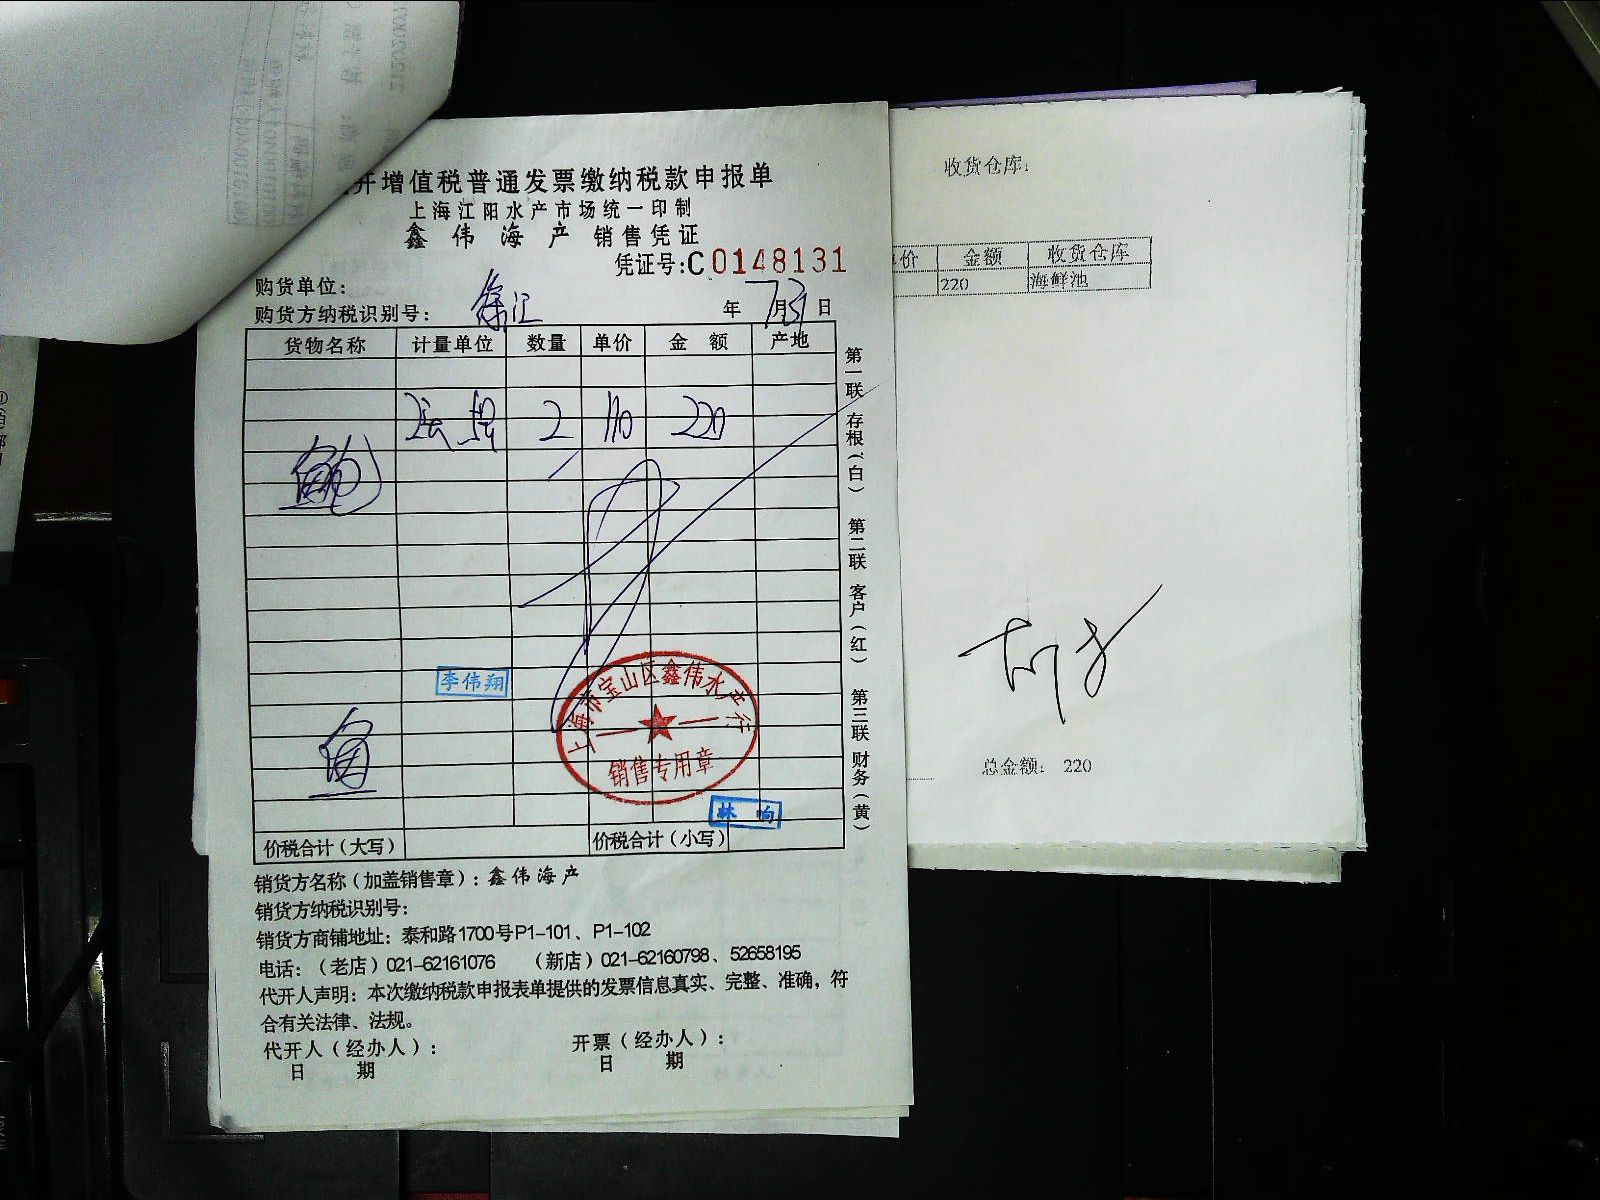 开增值税普通发票缴纳税款申报单
上海江阳水产市场统一印制
鑫伟海产 销售凭证
凭证号:C0148131
购货单位:
徐汇
购货方纳税识别号:
年7月31日
货物名称 计量单位 数量 单价 金额 产地
2 110 220
李伟翔
上海市宝山区鑫伟水产行
销售专用章
林响
价税合计(大写) 价税合计(小写)
第一联 存根(白) 第二联 客户(红) 第三联 财务(黄)
销货方名称(加盖销售章):鑫伟海产
销货方纳税识别号:
销货方商铺地址:泰和路1700号P1-101、P1-102
电话:(老店)021-62161076 (新店)021-62160798、52658195
代开人声明:本次缴纳税款申报表单提供的发票信息真实、完整、准确,符
合有关法律、法规。
代开人(经办人): 开票(经办人):
日 期 日 期
收货仓库:
价 金额 收货仓库
220 海鲜池
总金额: 220